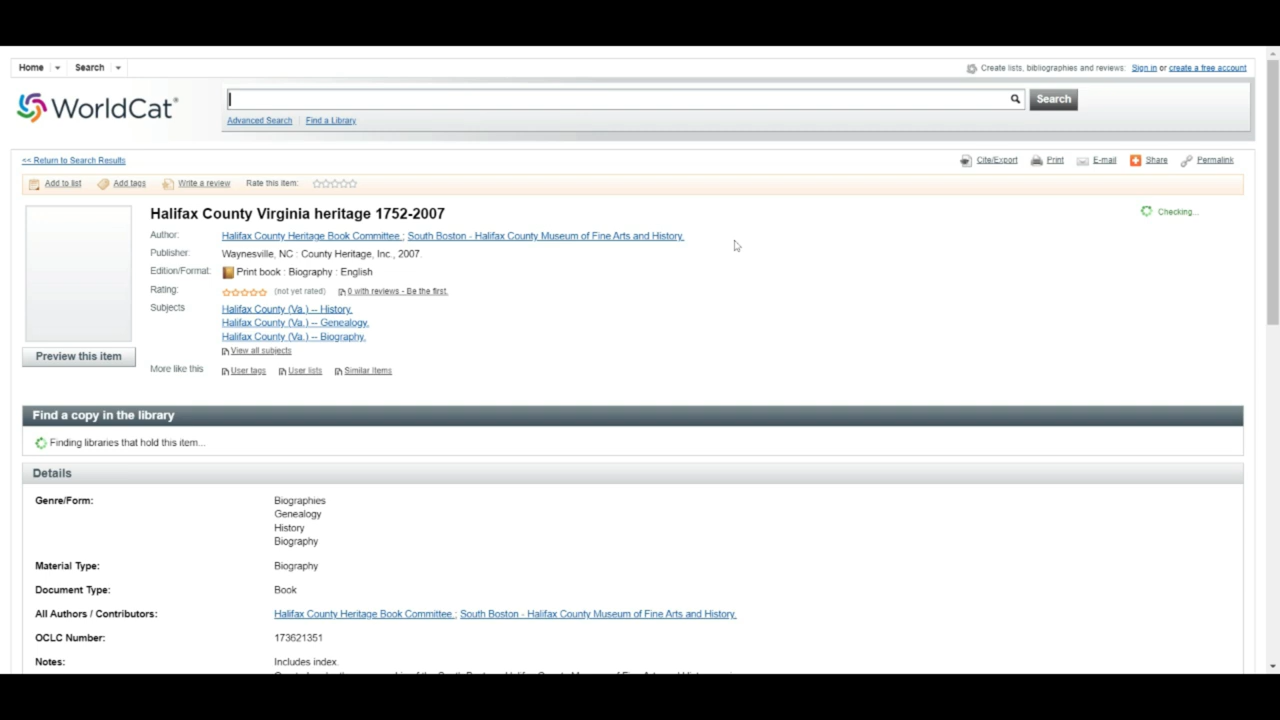 Home Search
Create lists, bibliographies and reviews: Sign in or create a free account
WorldCat®
Search
Advanced Search Find a Library
<< Return to Search Results
Cite/Export Print E-mail Share Permalink
Add to list Add tags Write a review Rate this item:
Halifax County Virginia heritage 1752-2007
Checking...
Author: Halifax County Heritage Book Committee.; South Boston - Halifax County Museum of Fine Arts and History.
Publisher: Waynesville, NC : County Heritage, Inc., 2007.
Edition/Format: Print book : Biography : English
Rating: (not yet rated) 0 with reviews - Be the first.
Subjects Halifax County (Va.) -- History.
Halifax County (Va.) -- Genealogy.
Halifax County (Va.) -- Biography.
View all subjects
Preview this item
More like this User tags User lists Similar Items
Find a copy in the library
Finding libraries that hold this item...
Details
Genre/Form: Biographies
Genealogy
History
Biography
Material Type: Biography
Document Type: Book
All Authors / Contributors: Halifax County Heritage Book Committee.; South Boston - Halifax County Museum of Fine Arts and History.
OCLC Number: 173621351
Notes: Includes index.